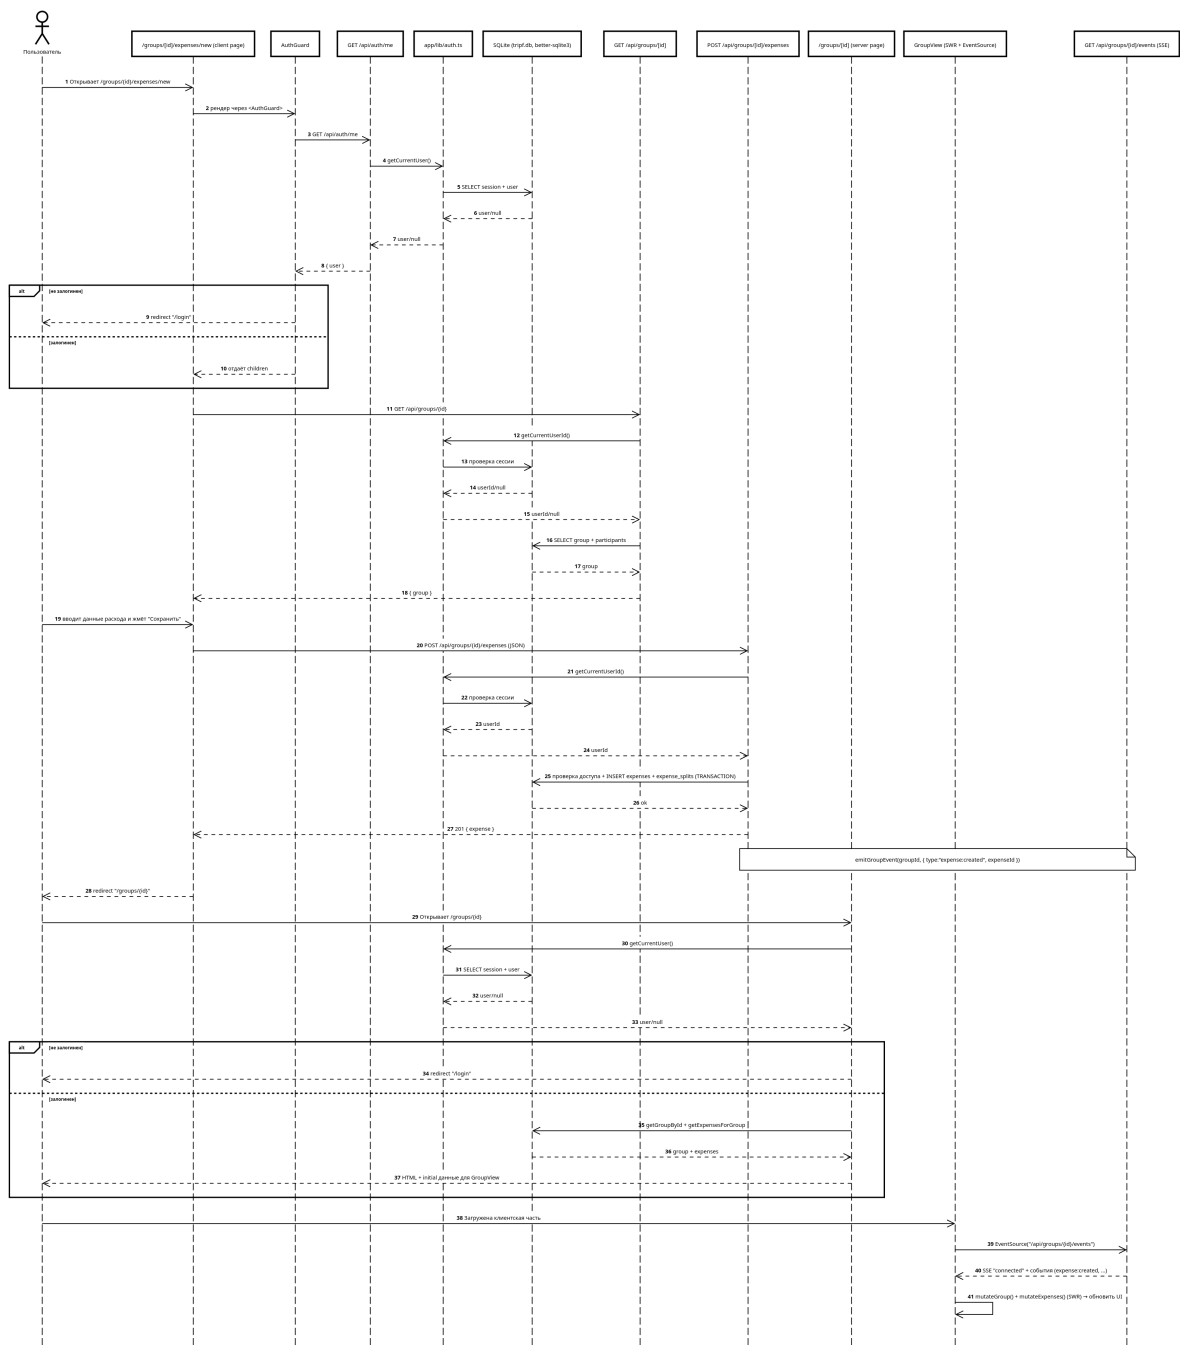 Пользователь
/groups/[id]/expenses/new (client page)
AuthGuard
GET /api/auth/me
app/lib/auth.ts
SQLite (tripf.db, better-sqlite3)
GET /api/groups/[id]
POST /api/groups/[id]/expenses
/groups/[id] (server page)
GroupView (SWR + EventSource)
GET /api/groups/[id]/events (SSE)
1 Открывает /groups/{id}/expenses/new
2 рендер через <AuthGuard>
3 GET /api/auth/me
4 getCurrentUser()
5 SELECT session + user
6 user/null
7 user/null
8 { user }
alt [не залогинен]
9 redirect "/login"
[залогинен]
10 отдаёт children
11 GET /api/groups/{id}
12 getCurrentUserId()
13 проверка сессии
14 userId/null
15 userId/null
16 SELECT group + participants
17 group
18 { group }
19 вводит данные расхода и жмёт "Сохранить"
20 POST /api/groups/{id}/expenses (JSON)
21 getCurrentUserId()
22 проверка сессии
23 userId
24 userId
25 проверка доступа + INSERT expenses + expense_splits (TRANSACTION)
26 ok
27 201 { expense }
emitGroupEvent(groupId, { type:"expense:created", expenseId })
28 redirect "/groups/{id}"
29 Открывает /groups/{id}
30 getCurrentUser()
31 SELECT session + user
32 user/null
33 user/null
alt [не залогинен]
34 redirect "/login"
[залогинен]
35 getGroupById + getExpensesForGroup
36 group + expenses
37 HTML + initial данные для GroupView
38 Загружена клиентская часть
39 EventSource("/api/groups/{id}/events")
40 SSE "connected" + события (expense:created, ...)
41 mutateGroup() + mutateExpenses() (SWR) → обновить UI